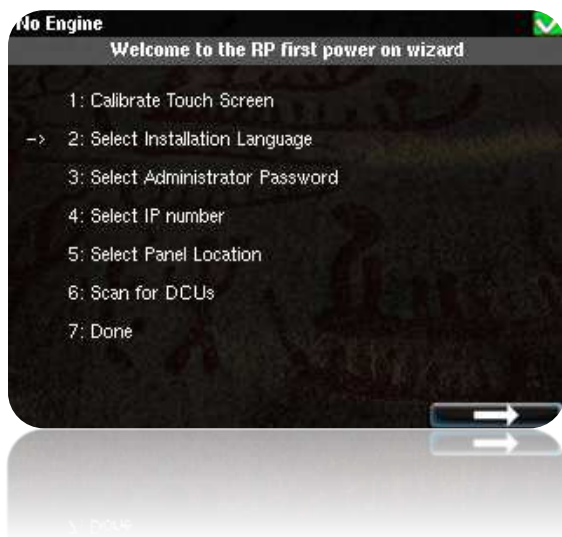 No Engine
Welcome to the RP first power on wizard
1: Calibrate Touch Screen
-> 2: Select Installation Language
3: Select Administrator Password
4: Select IP number
5: Select Panel Location
6: Scan for DCUs
7: Done